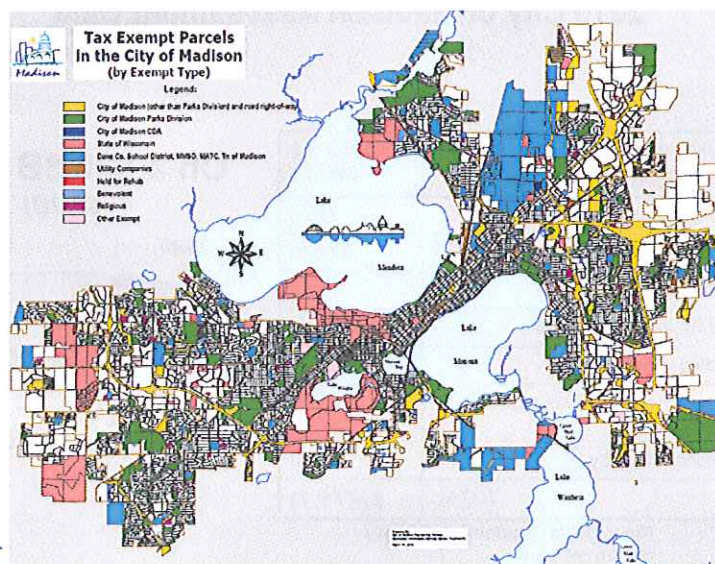 Tax Exempt Parcels
in the City of Madison
(by Exempt Type)
Madison
Legend:
City of Madison (other than Parks Division) and road right-of-way
City of Madison Parks Division
City of Madison CDA
State of Wisconsin
Dane Co. School District, MMSD, MATC, Tn of Madison
Utility Companies
Held for Rehab
Benevolent
Religious
Other Exempt
Lake
Mendota
N
W
E
S
Lake
Monona
Lake
Wingra
Lake
Waubesa